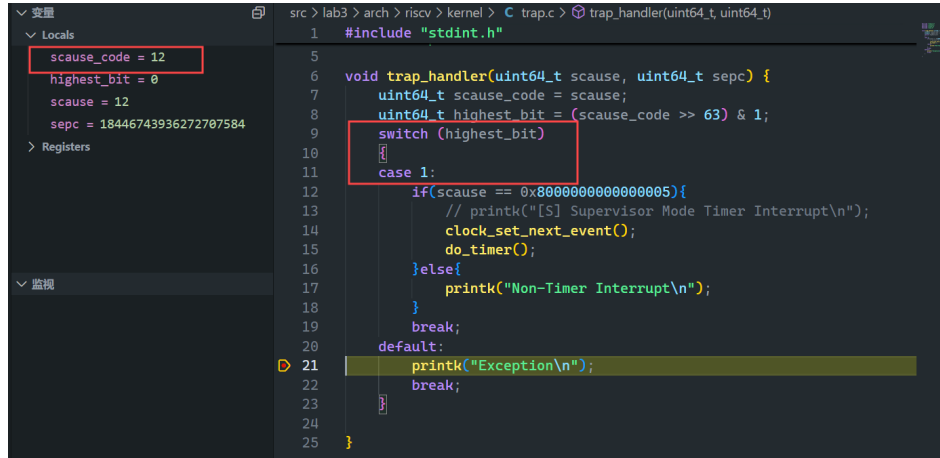 变量
Locals
scause_code = 12
highest_bit = 0
scause = 12
sepc = 18446743936272707584
Registers
监视
src > lab3 > arch > riscv > kernel > C trap.c > trap_handler(uint64_t, uint64_t)
1 #include "stdint.h"
5
6 void trap_handler(uint64_t scause, uint64_t sepc) {
7 uint64_t scause_code = scause;
8 uint64_t highest_bit = (scause_code >> 63) & 1;
9 switch (highest_bit)
10 {
11 case 1:
12 if(scause == 0x8000000000000005){
13 // printk("[S] Supervisor Mode Timer Interrupt\n");
14 clock_set_next_event();
15 do_timer();
16 }else{
17 printk("Non-Timer Interrupt\n");
18 }
19 break;
20 default:
21 printk("Exception\n");
22 break;
23 }
24
25 }